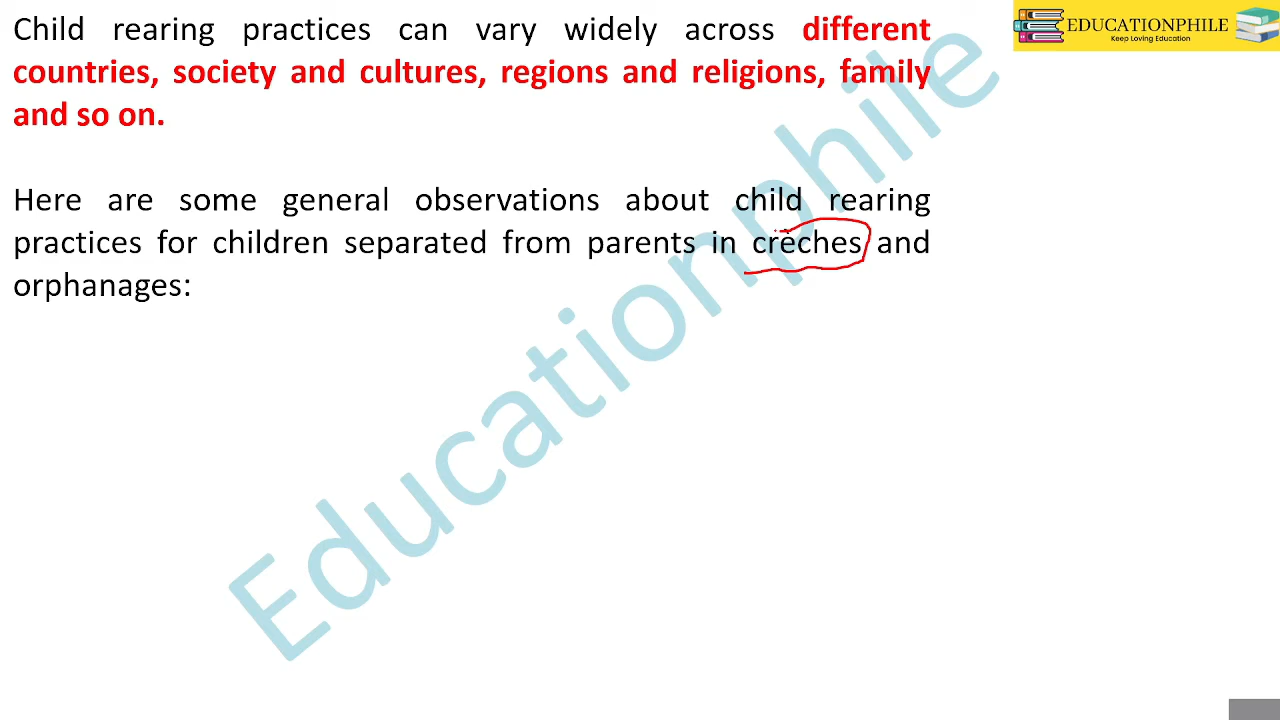 Child rearing practices can vary widely across different
countries, society and cultures, regions and religions, family
and so on.
Here are some general observations about child rearing
practices for children separated from parents in crèches and
orphanages:
EDUCATIONPHILE
Keep Loving Education
Educationphile